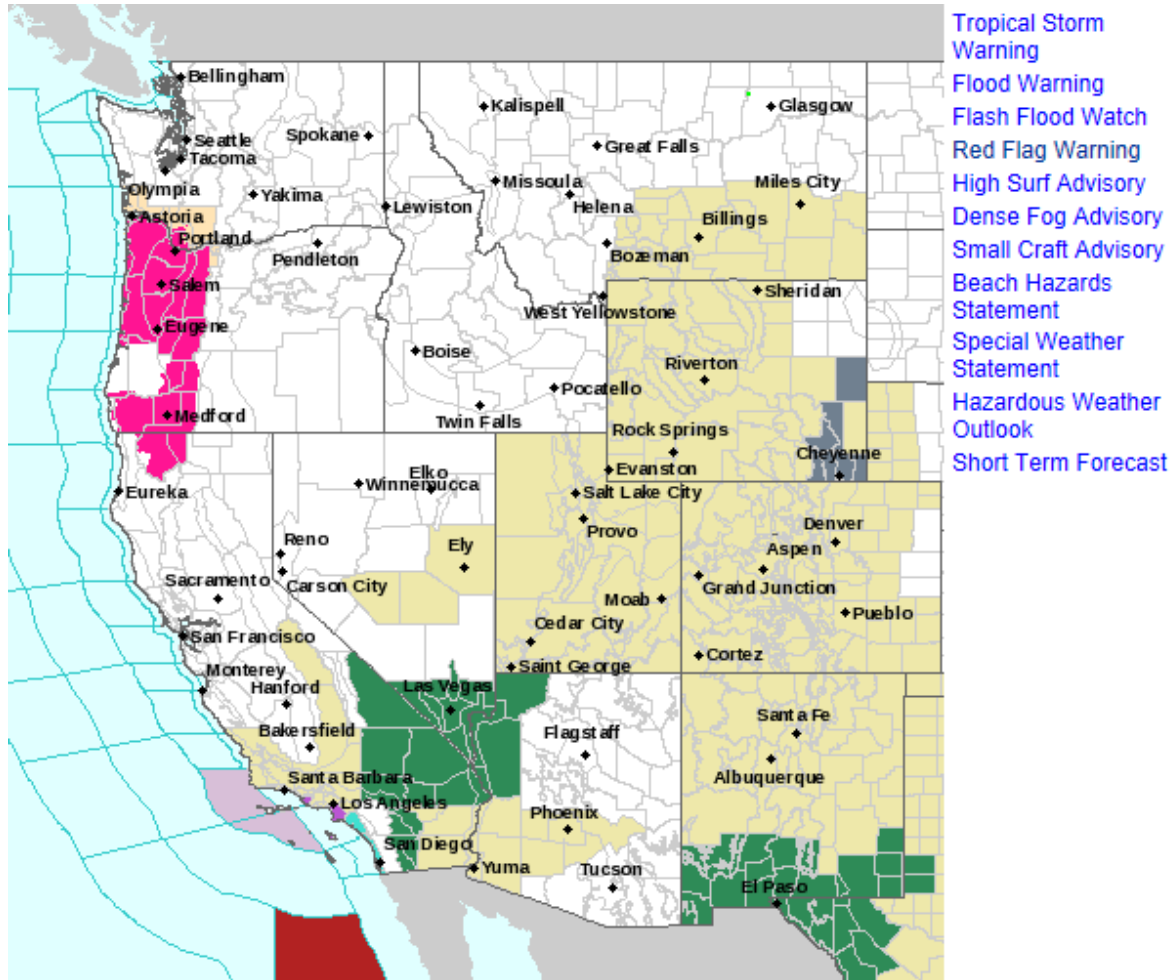 Bellingham
Seattle
Tacoma
Olympia
Astoria
Spokane
Yakima
Lewiston
Portland
Pendleton
Salem
Eugene
Medford
Kalispell
Great Falls
Glasgow
Missoula
Helena
Miles City
Billings
Bozeman
West Yellowstone
Sheridan
Boise
Pocatello
Twin Falls
Riverton
Rock Springs
Cheyenne
Evanston
Eureka
Winnemucca
Elko
Reno
Carson City
Ely
Salt Lake City
Provo
Moab
Cedar City
Saint George
Denver
Aspen
Grand Junction
Pueblo
Cortez
Sacramento
San Francisco
Monterey
Hanford
Bakersfield
Santa Barbara
Los Angeles
San Diego
Las Vegas
Flagstaff
Phoenix
Yuma
Tucson
Santa Fe
Albuquerque
El Paso
Tropical Storm
Warning
Flood Warning
Flash Flood Watch
Red Flag Warning
High Surf Advisory
Dense Fog Advisory
Small Craft Advisory
Beach Hazards
Statement
Special Weather
Statement
Hazardous Weather
Outlook
Short Term Forecast